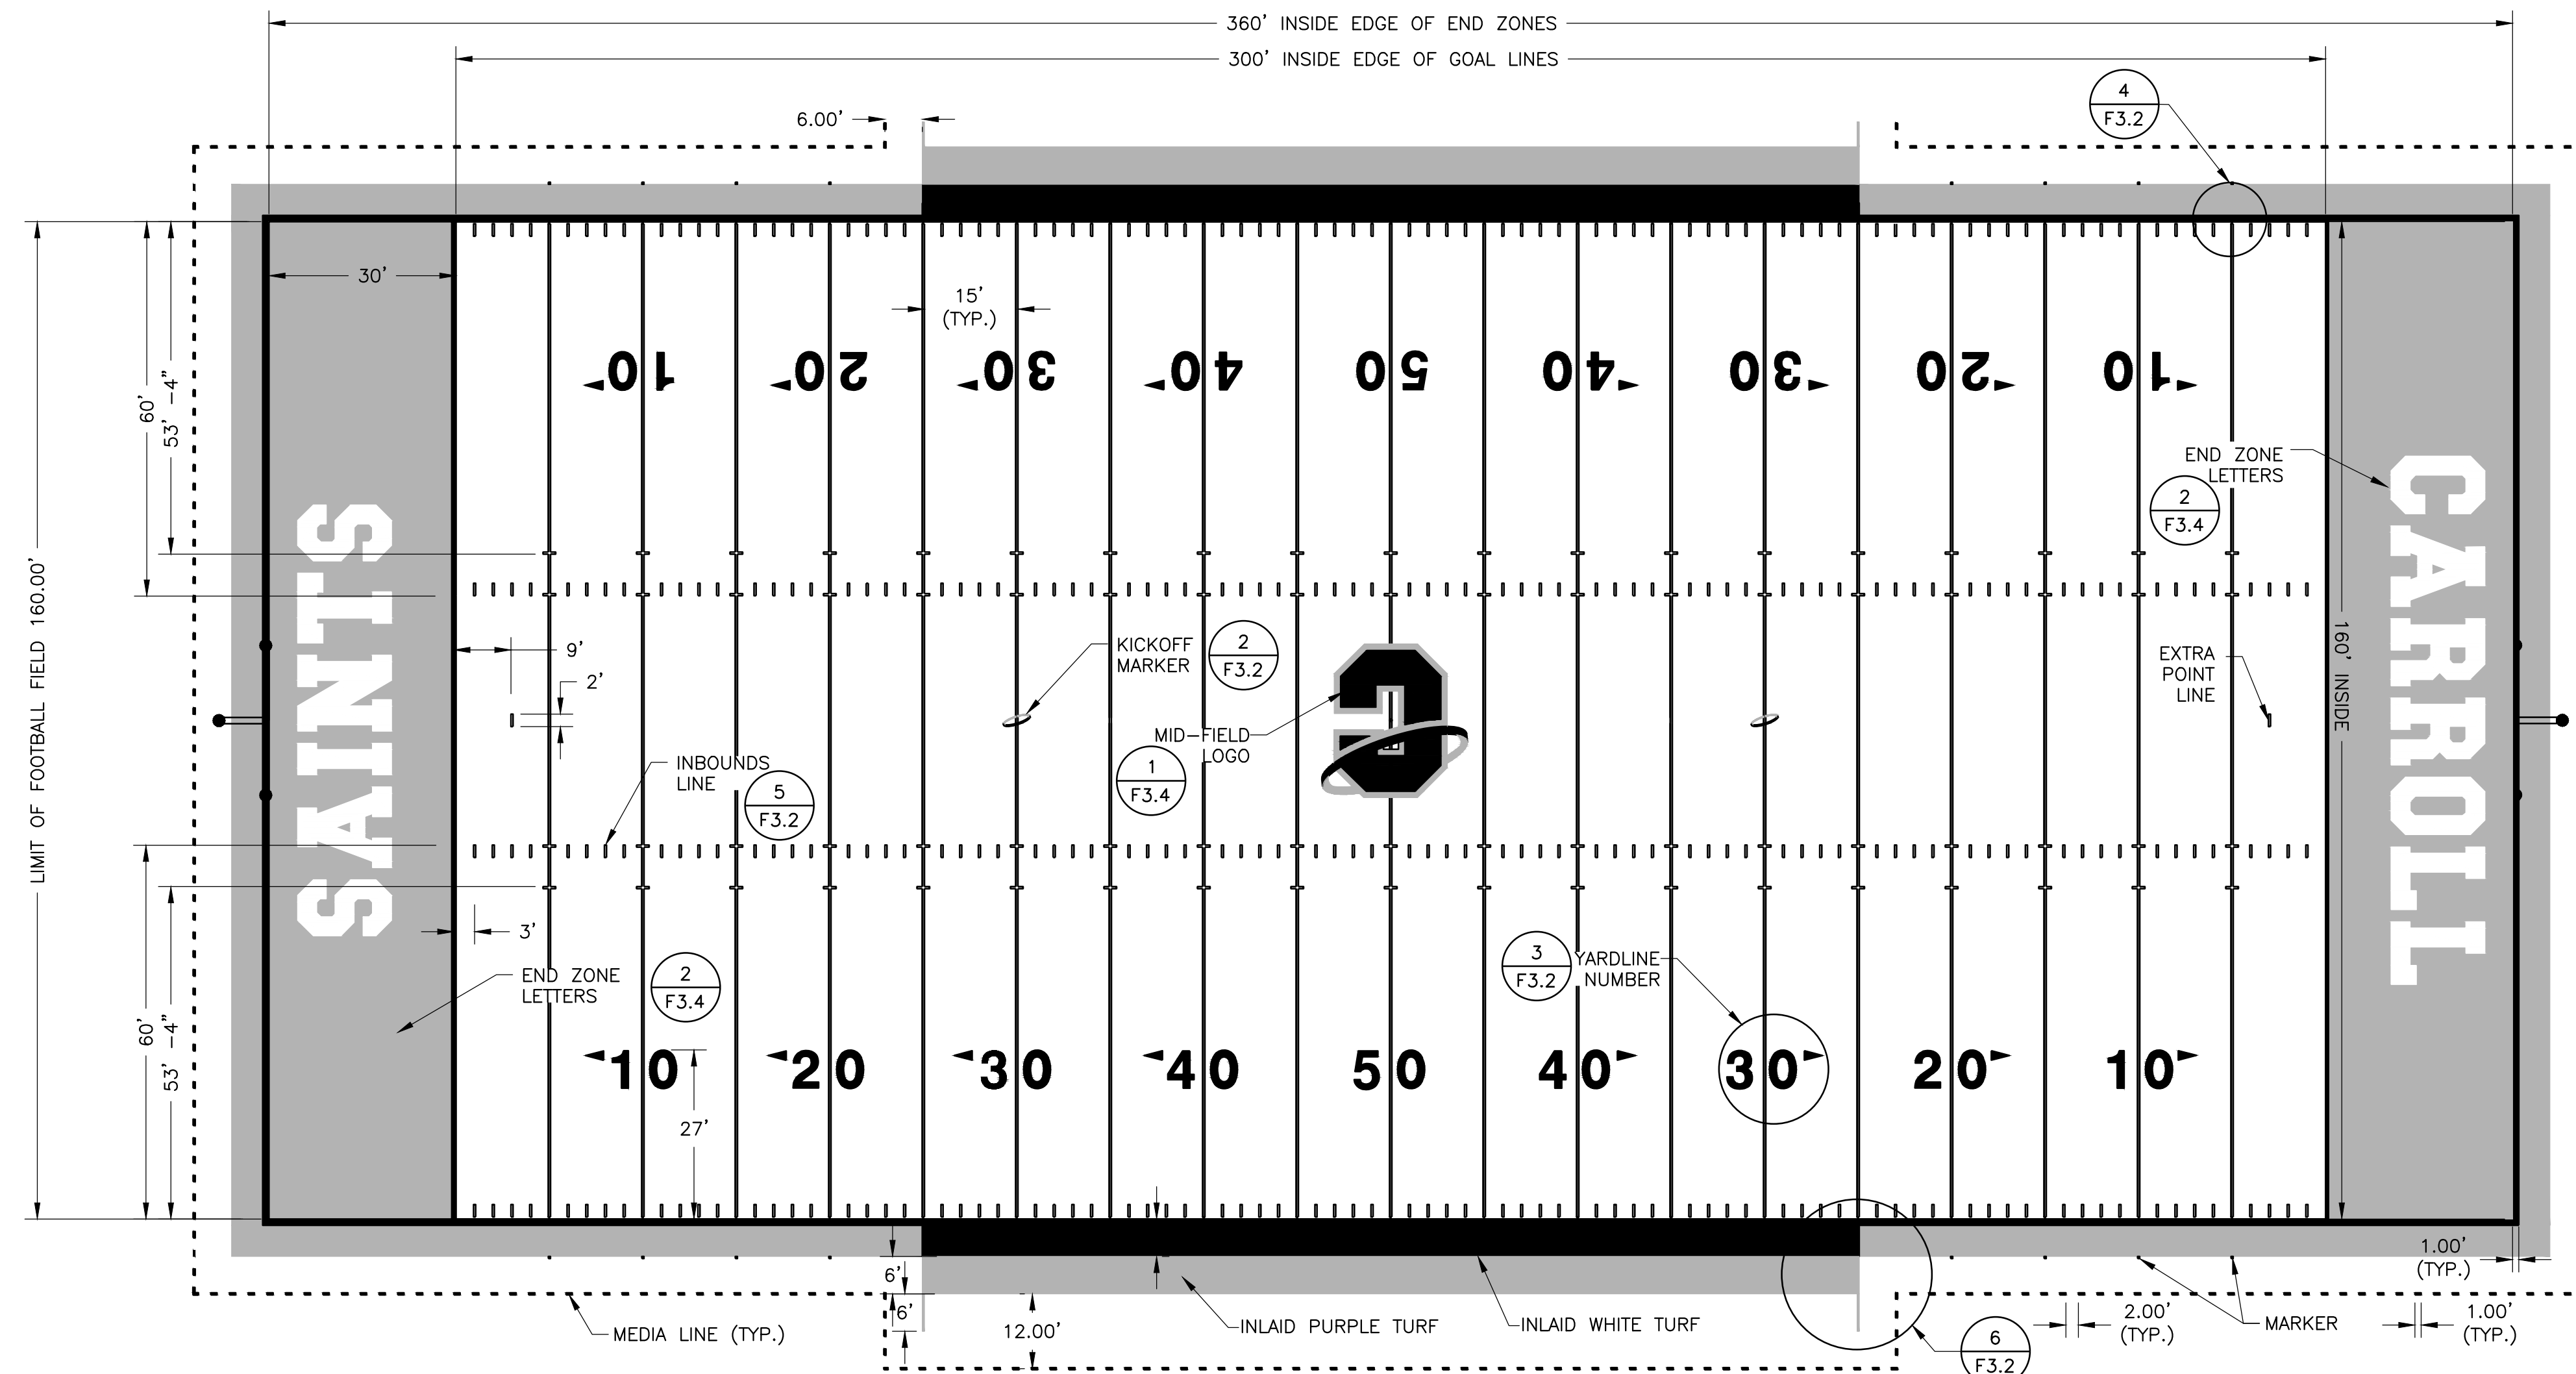 360' INSIDE EDGE OF END ZONES
300' INSIDE EDGE OF GOAL LINES
6.00'
4
F3.2
30'
15'
(TYP.)
60'
53' -4"
10
20
30
40
50
40
30
20
10
END ZONE
LETTERS
2
F3.4
LIMIT OF FOOTBALL FIELD 160.00'
SAINTS
CARROLL
160' INSIDE
9'
2'
KICKOFF
MARKER
2
F3.2
EXTRA
POINT
LINE
C
MID-FIELD
LOGO
1
F3.4
INBOUNDS
LINE
5
F3.2
3'
END ZONE
LETTERS
2
F3.4
3
F3.2
YARDLINE
NUMBER
60'
53' -4"
10
20
30
40
50
40
30
20
10
27'
6'
6'
12.00'
MEDIA LINE (TYP.)
INLAID PURPLE TURF
INLAID WHITE TURF
6
F3.2
2.00'
(TYP.)
MARKER
1.00'
(TYP.)
1.00'
(TYP.)